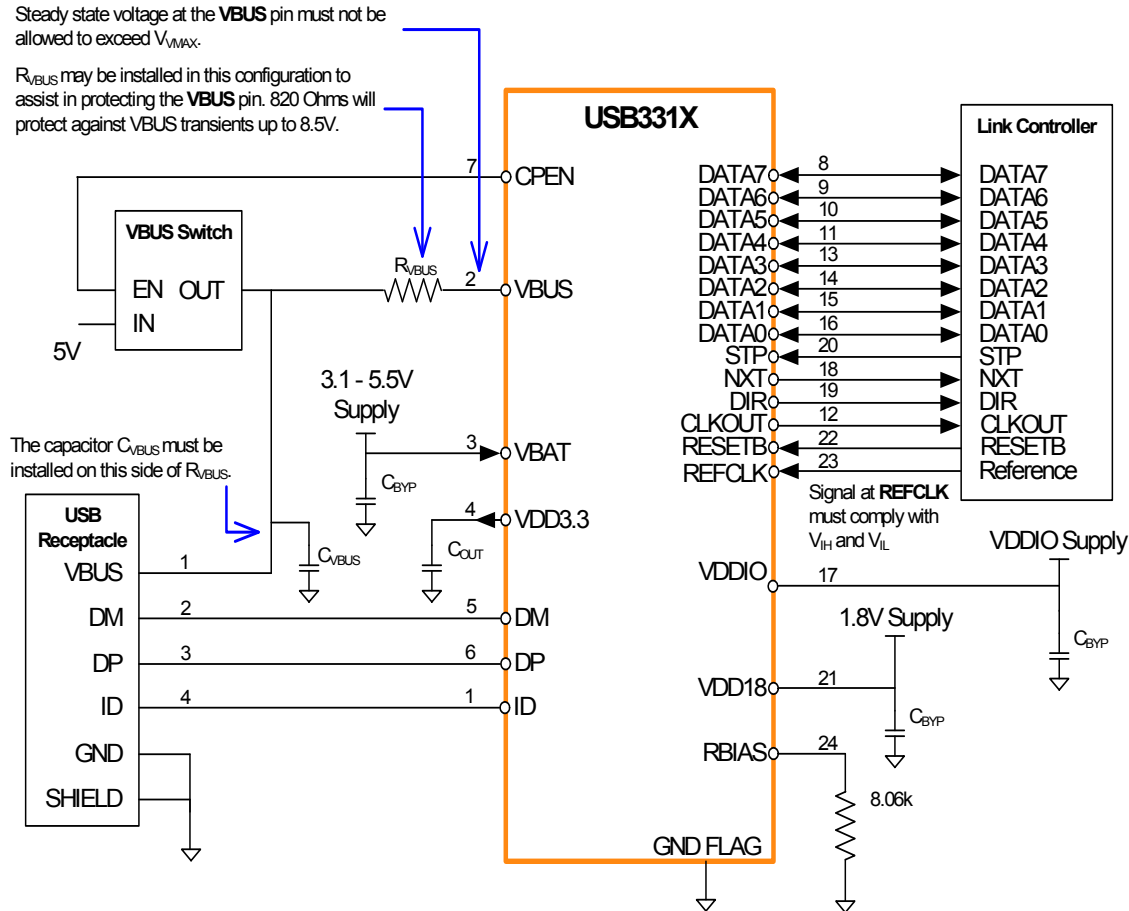 Steady state voltage at the VBUS pin must not be
allowed to exceed VVMAX.
RVBUS may be installed in this configuration to
assist in protecting the VBUS pin. 820 Ohms will
protect against VBUS transients up to 8.5V.
USB331X
Link Controller
7
CPEN
VBUS Switch
EN
OUT
IN
5V
RVBUS
2
VBUS
3.1 - 5.5V
Supply
3
VBAT
CBYP
4
VDD3.3
COUT
The capacitor CVBUS must be
installed on this side of RVBUS.
CVBUS
USB
Receptacle
VBUS
1
DM
2
5
DM
DP
3
6
DP
ID
4
1
ID
GND
SHIELD
DATA7
8
DATA7
DATA6
9
DATA6
DATA5
10
DATA5
DATA4
11
DATA4
DATA3
13
DATA3
DATA2
14
DATA2
DATA1
15
DATA1
DATA0
16
DATA0
STP
20
STP
NXT
18
NXT
DIR
19
DIR
CLKOUT
12
CLKOUT
RESETB
22
RESETB
REFCLK
23
Reference
Signal at REFCLK
must comply with
VIH and VIL
VDDIO Supply
VDDIO
17
CBYP
1.8V Supply
VDD18
21
CBYP
RBIAS
24
8.06k
GND FLAG